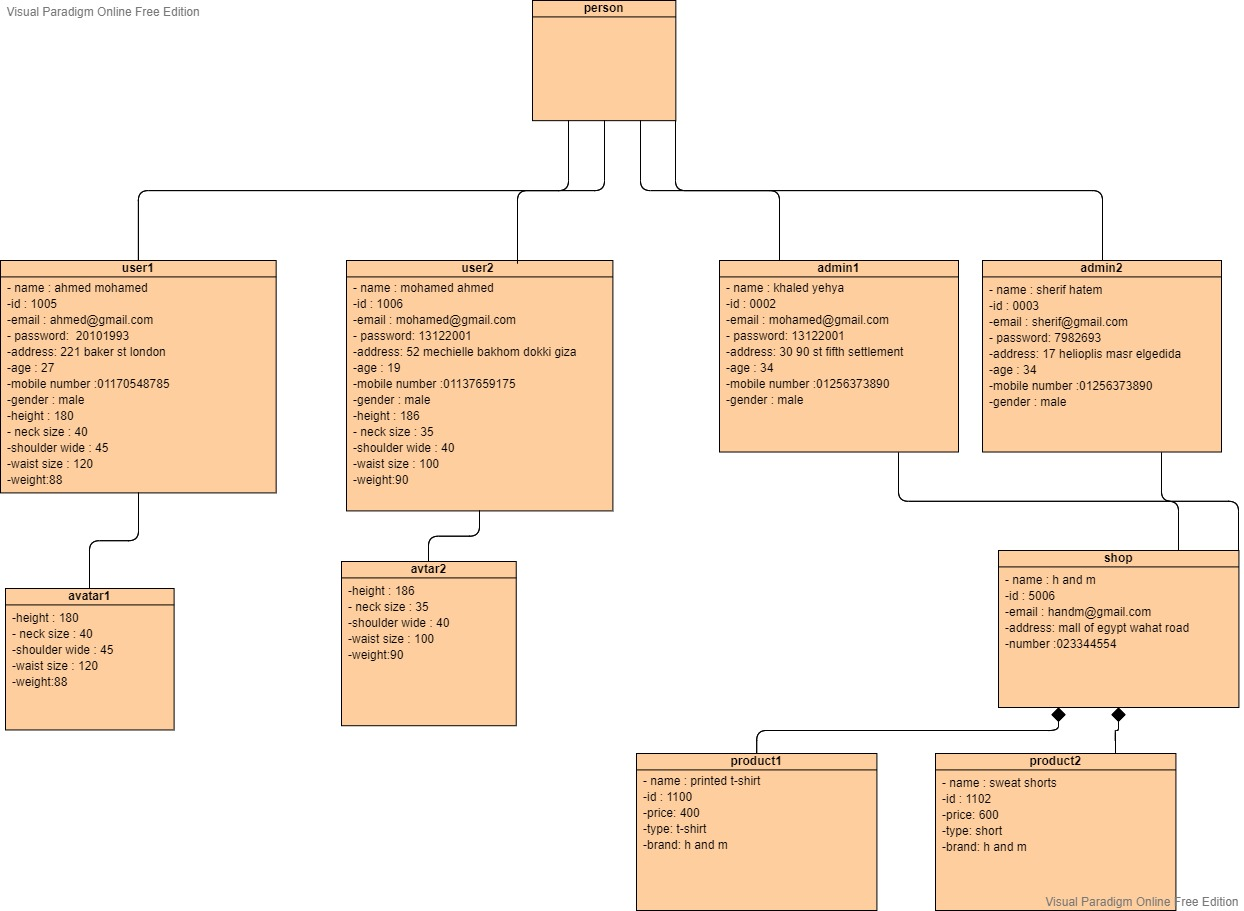 Visual Paradigm Online Free Edition
person
user1
- name : ahmed mohamed
-id : 1005
-email : ahmed@gmail.com
- password:  20101993
-address: 221 baker st london
-age : 27
-mobile number :01170548785
-gender : male
-height : 180
- neck size : 40
-shoulder wide : 45
-waist size : 120
-weight:88
user2
- name : mohamed ahmed
-id : 1006
-email : mohamed@gmail.com
- password: 13122001
-address: 52 mechielle bakhom dokki giza
-age : 19
-mobile number :01137659175
-gender : male
-height : 186
- neck size : 35
-shoulder wide : 40
-waist size : 100
-weight:90
admin1
- name : khaled yehya
-id : 0002
-email : mohamed@gmail.com
- password: 13122001
-address: 30 90 st fifth settlement
-age : 34
-mobile number :01256373890
-gender : male
admin2
- name : sherif hatem
-id : 0003
-email : sherif@gmail.com
- password: 7982693
-address: 17 helioplis masr elgedida
-age : 34
-mobile number :01256373890
-gender : male
avatar1
-height : 180
- neck size : 40
-shoulder wide : 45
-waist size : 120
-weight:88
avtar2
-height : 186
- neck size : 35
-shoulder wide : 40
-waist size : 100
-weight:90
shop
- name : h and m
-id : 5006
-email : handm@gmail.com
-address: mall of egypt wahat road
-number :023344554
product1
- name : printed t-shirt
-id : 1100
-price: 400
-type: t-shirt
-brand: h and m
product2
- name : sweat shorts
-id : 1102
-price: 600
-type: short
-brand: h and m
Visual Paradigm Online Free Edition